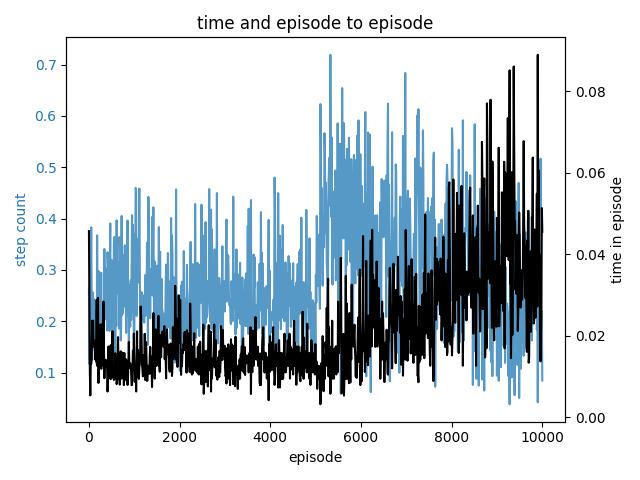 time and episode to episode
0.7
0.6
0.5
0.4
0.3
0.2
0.1
step count
0.08
0.06
0.04
0.02
0.00
time in episode
0 2000 4000 6000 8000 10000
episode